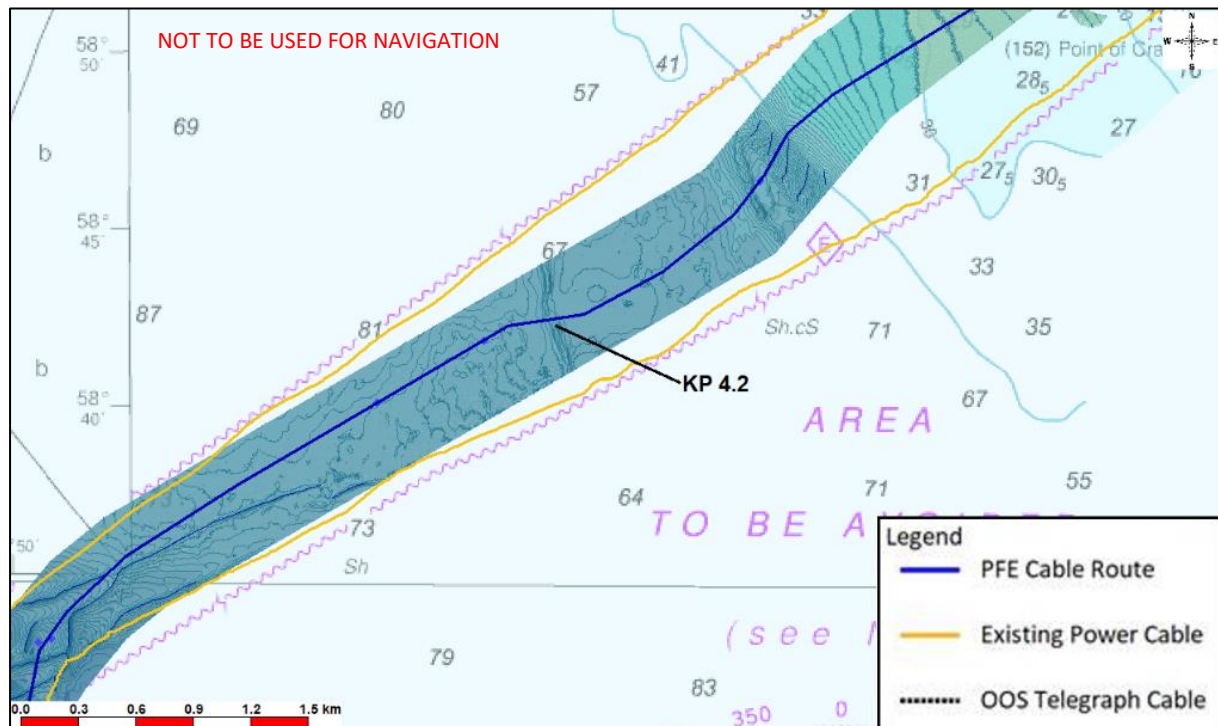 NOT TO BE USED FOR NAVIGATION
N
W E
S
58°
50'
69
80
57
41
(152) Point of Cra
28₅
27
b
31
27₅
30₅
58°
45'
67
E
33
87
81
Sh.cS
71
35
b
KP 4.2
67
58°
40'
AREA
64
71
55
TO BE A
73
Sh
50'
(see
79
83
350 0
Legend
PFE Cable Route
Existing Power Cable
OOS Telegraph Cable
0.0 0.3 0.6 0.9 1.2 1.5 km